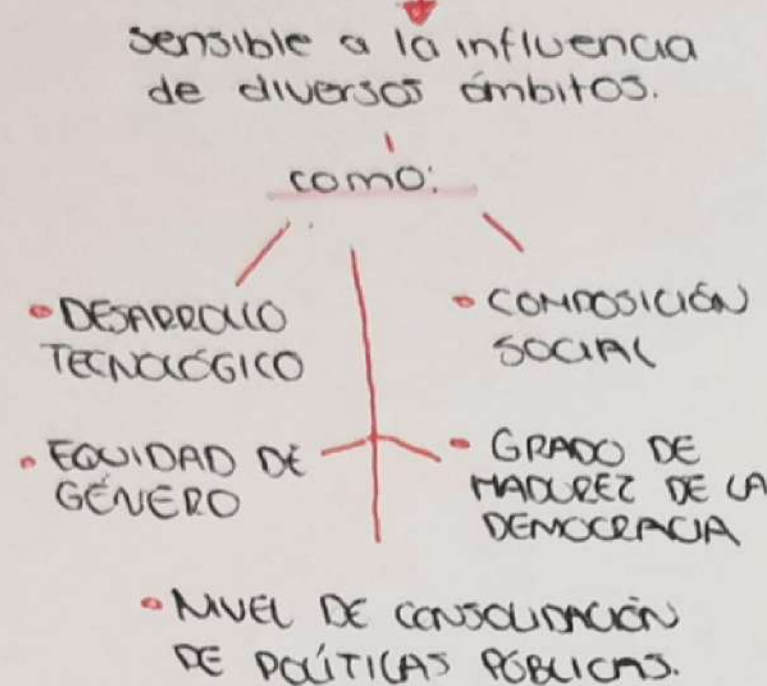 sensible a la influencia
de diversos ámbitos.
como:
• DESARROLLO
TECNOLÓGICO
• COMPOSICIÓN
SOCIAL
• EQUIDAD DE
GÉNERO
• GRADO DE
MADUREZ DE LA
DEMOCRACIA
• NIVEL DE CONSOLIDACIÓN
DE POLÍTICAS PÚBLICAS.